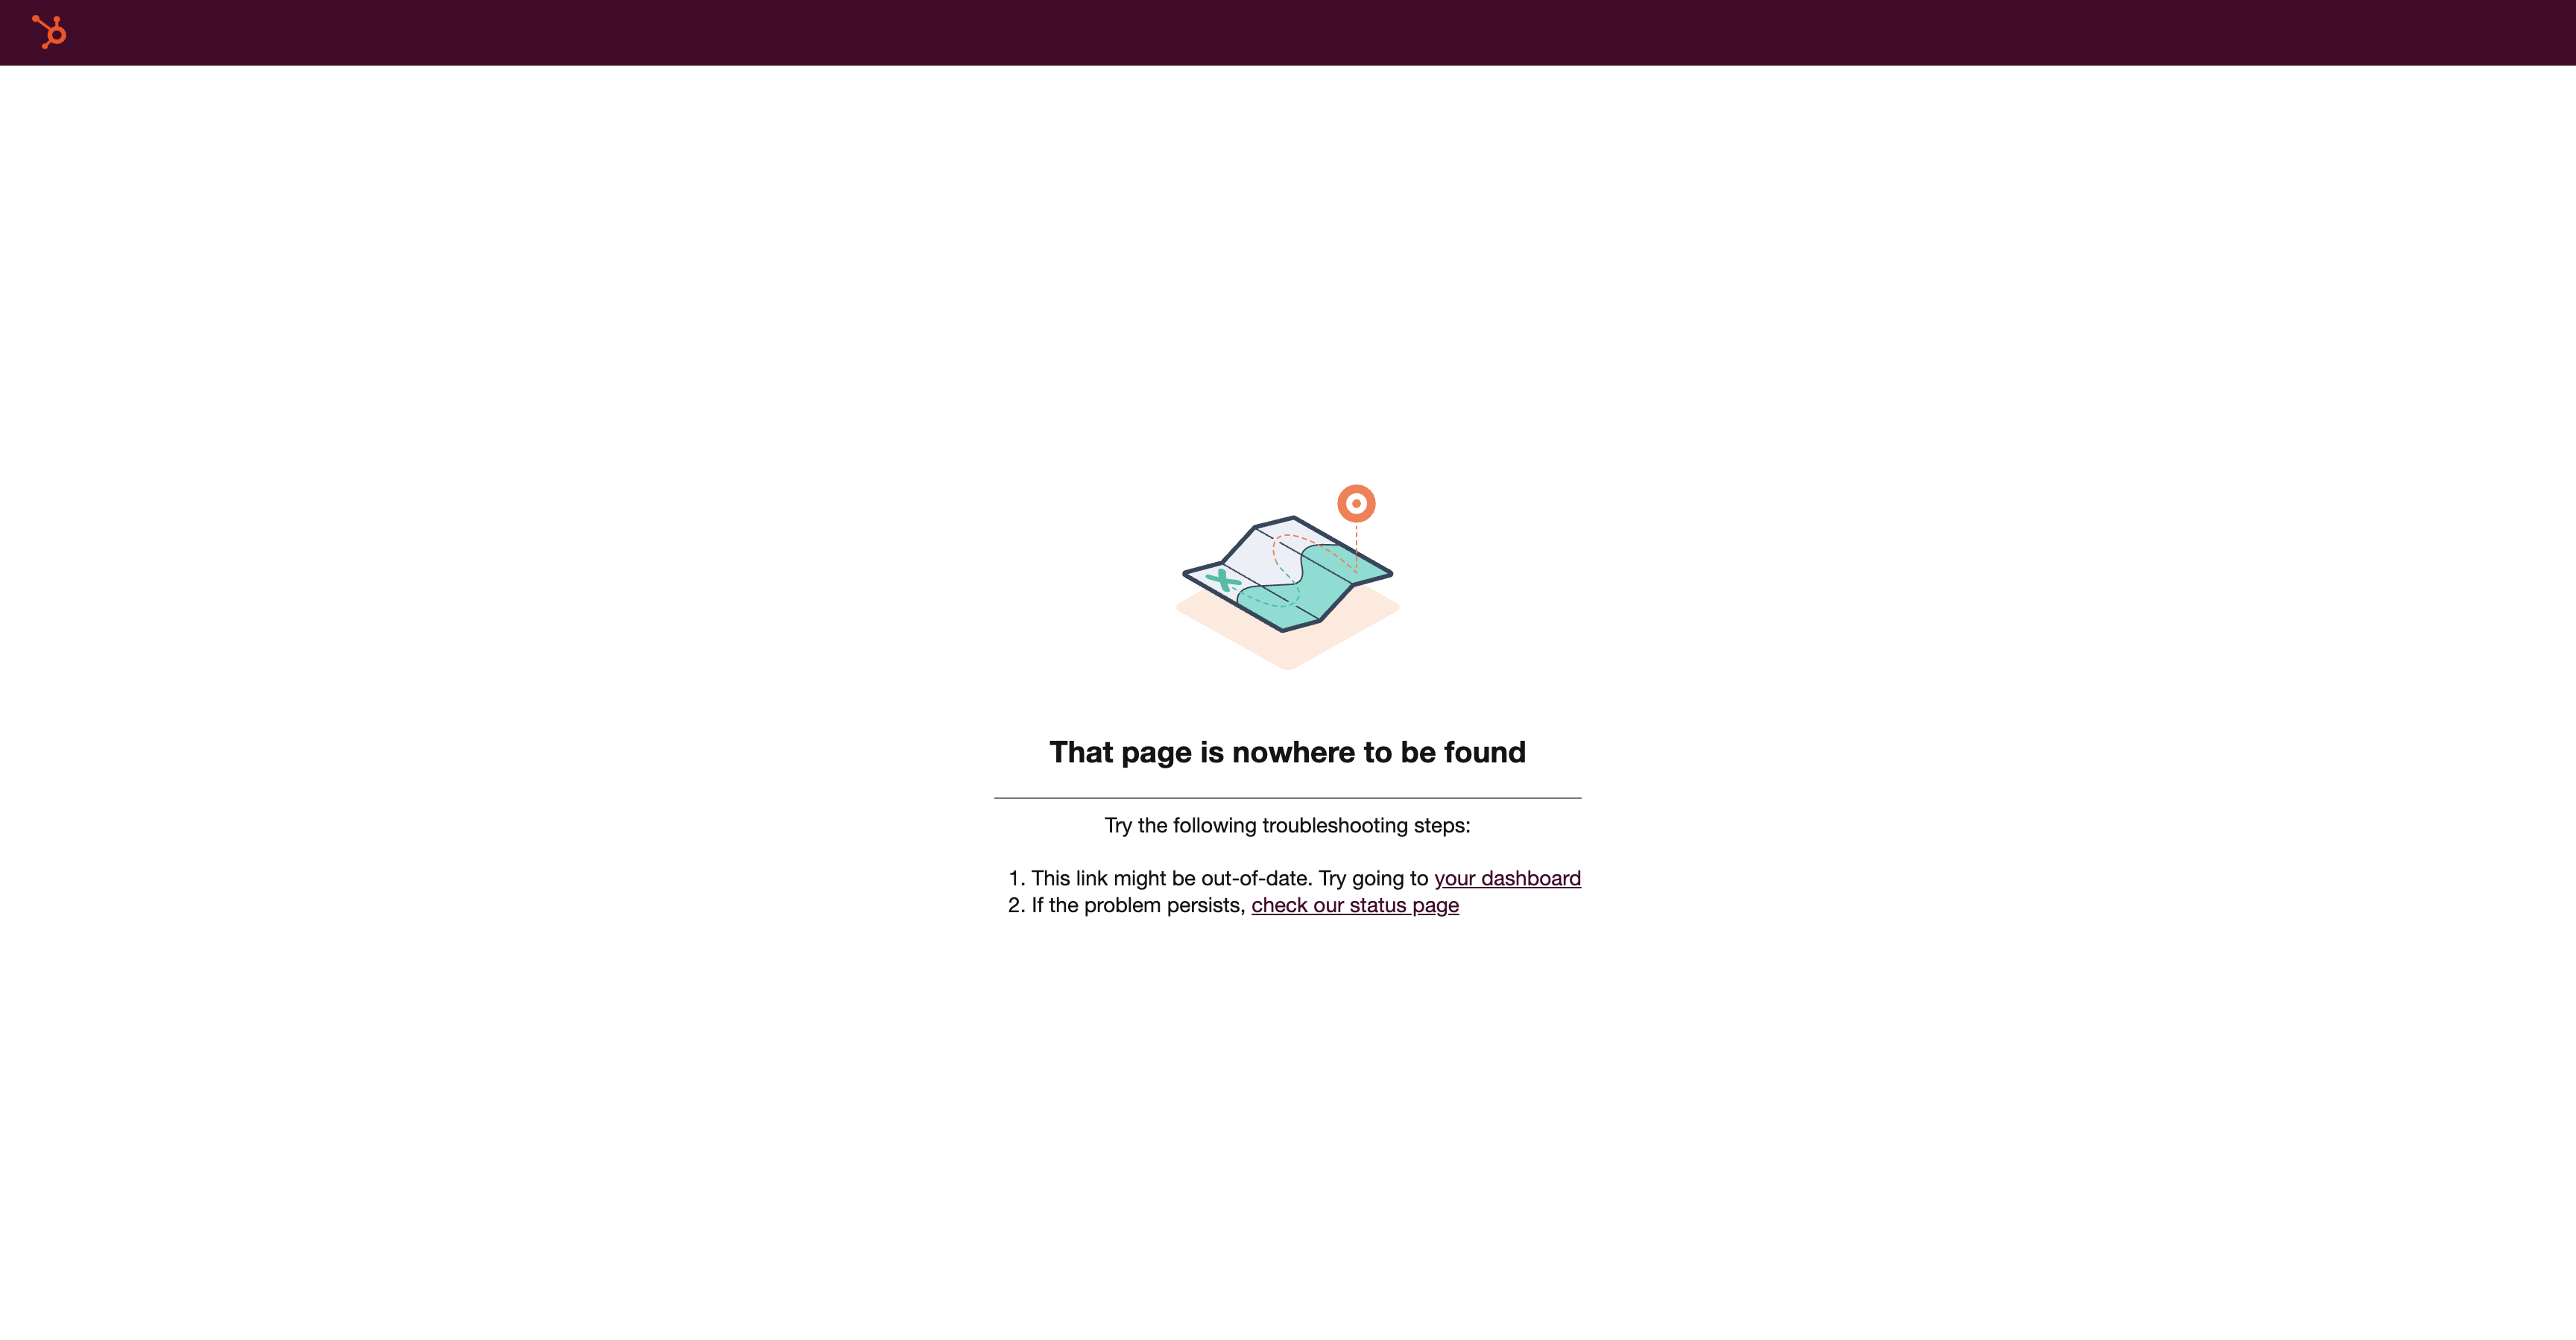 That page is nowhere to be found
Try the following troubleshooting steps:
1. This link might be out-of-date. Try going to your dashboard
2. If the problem persists, check our status page